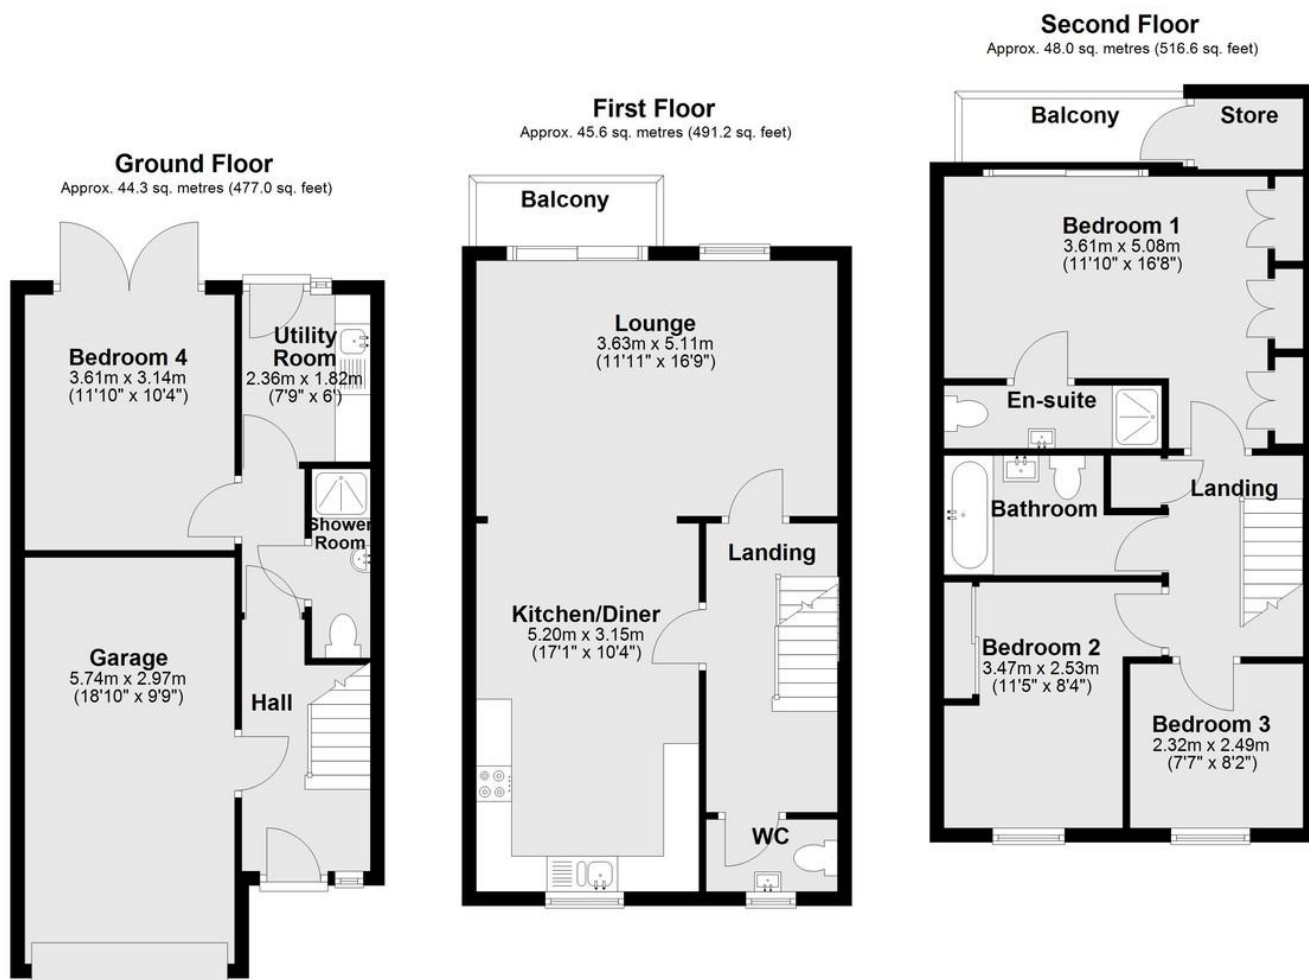 Ground Floor
Approx. 44.3 sq. metres (477.0 sq. feet)
Bedroom 4
3.61m x 3.14m
(11'10" x 10'4")
Utility
Room
2.36m x 1.82m
(7'9" x 6')
Shower
Room
Garage
5.74m x 2.97m
(18'10" x 9'9")
Hall
First Floor
Approx. 45.6 sq. metres (491.2 sq. feet)
Balcony
Lounge
3.63m x 5.11m
(11'11" x 16'9")
Landing
Kitchen/Diner
5.20m x 3.15m
(17'1" x 10'4")
WC
Second Floor
Approx. 48.0 sq. metres (516.6 sq. feet)
Balcony
Store
Bedroom 1
3.61m x 5.08m
(11'10" x 16'8")
En-suite
Landing
Bathroom
Bedroom 2
3.47m x 2.53m
(11'5" x 8'4")
Bedroom 3
2.32m x 2.49m
(7'7" x 8'2")